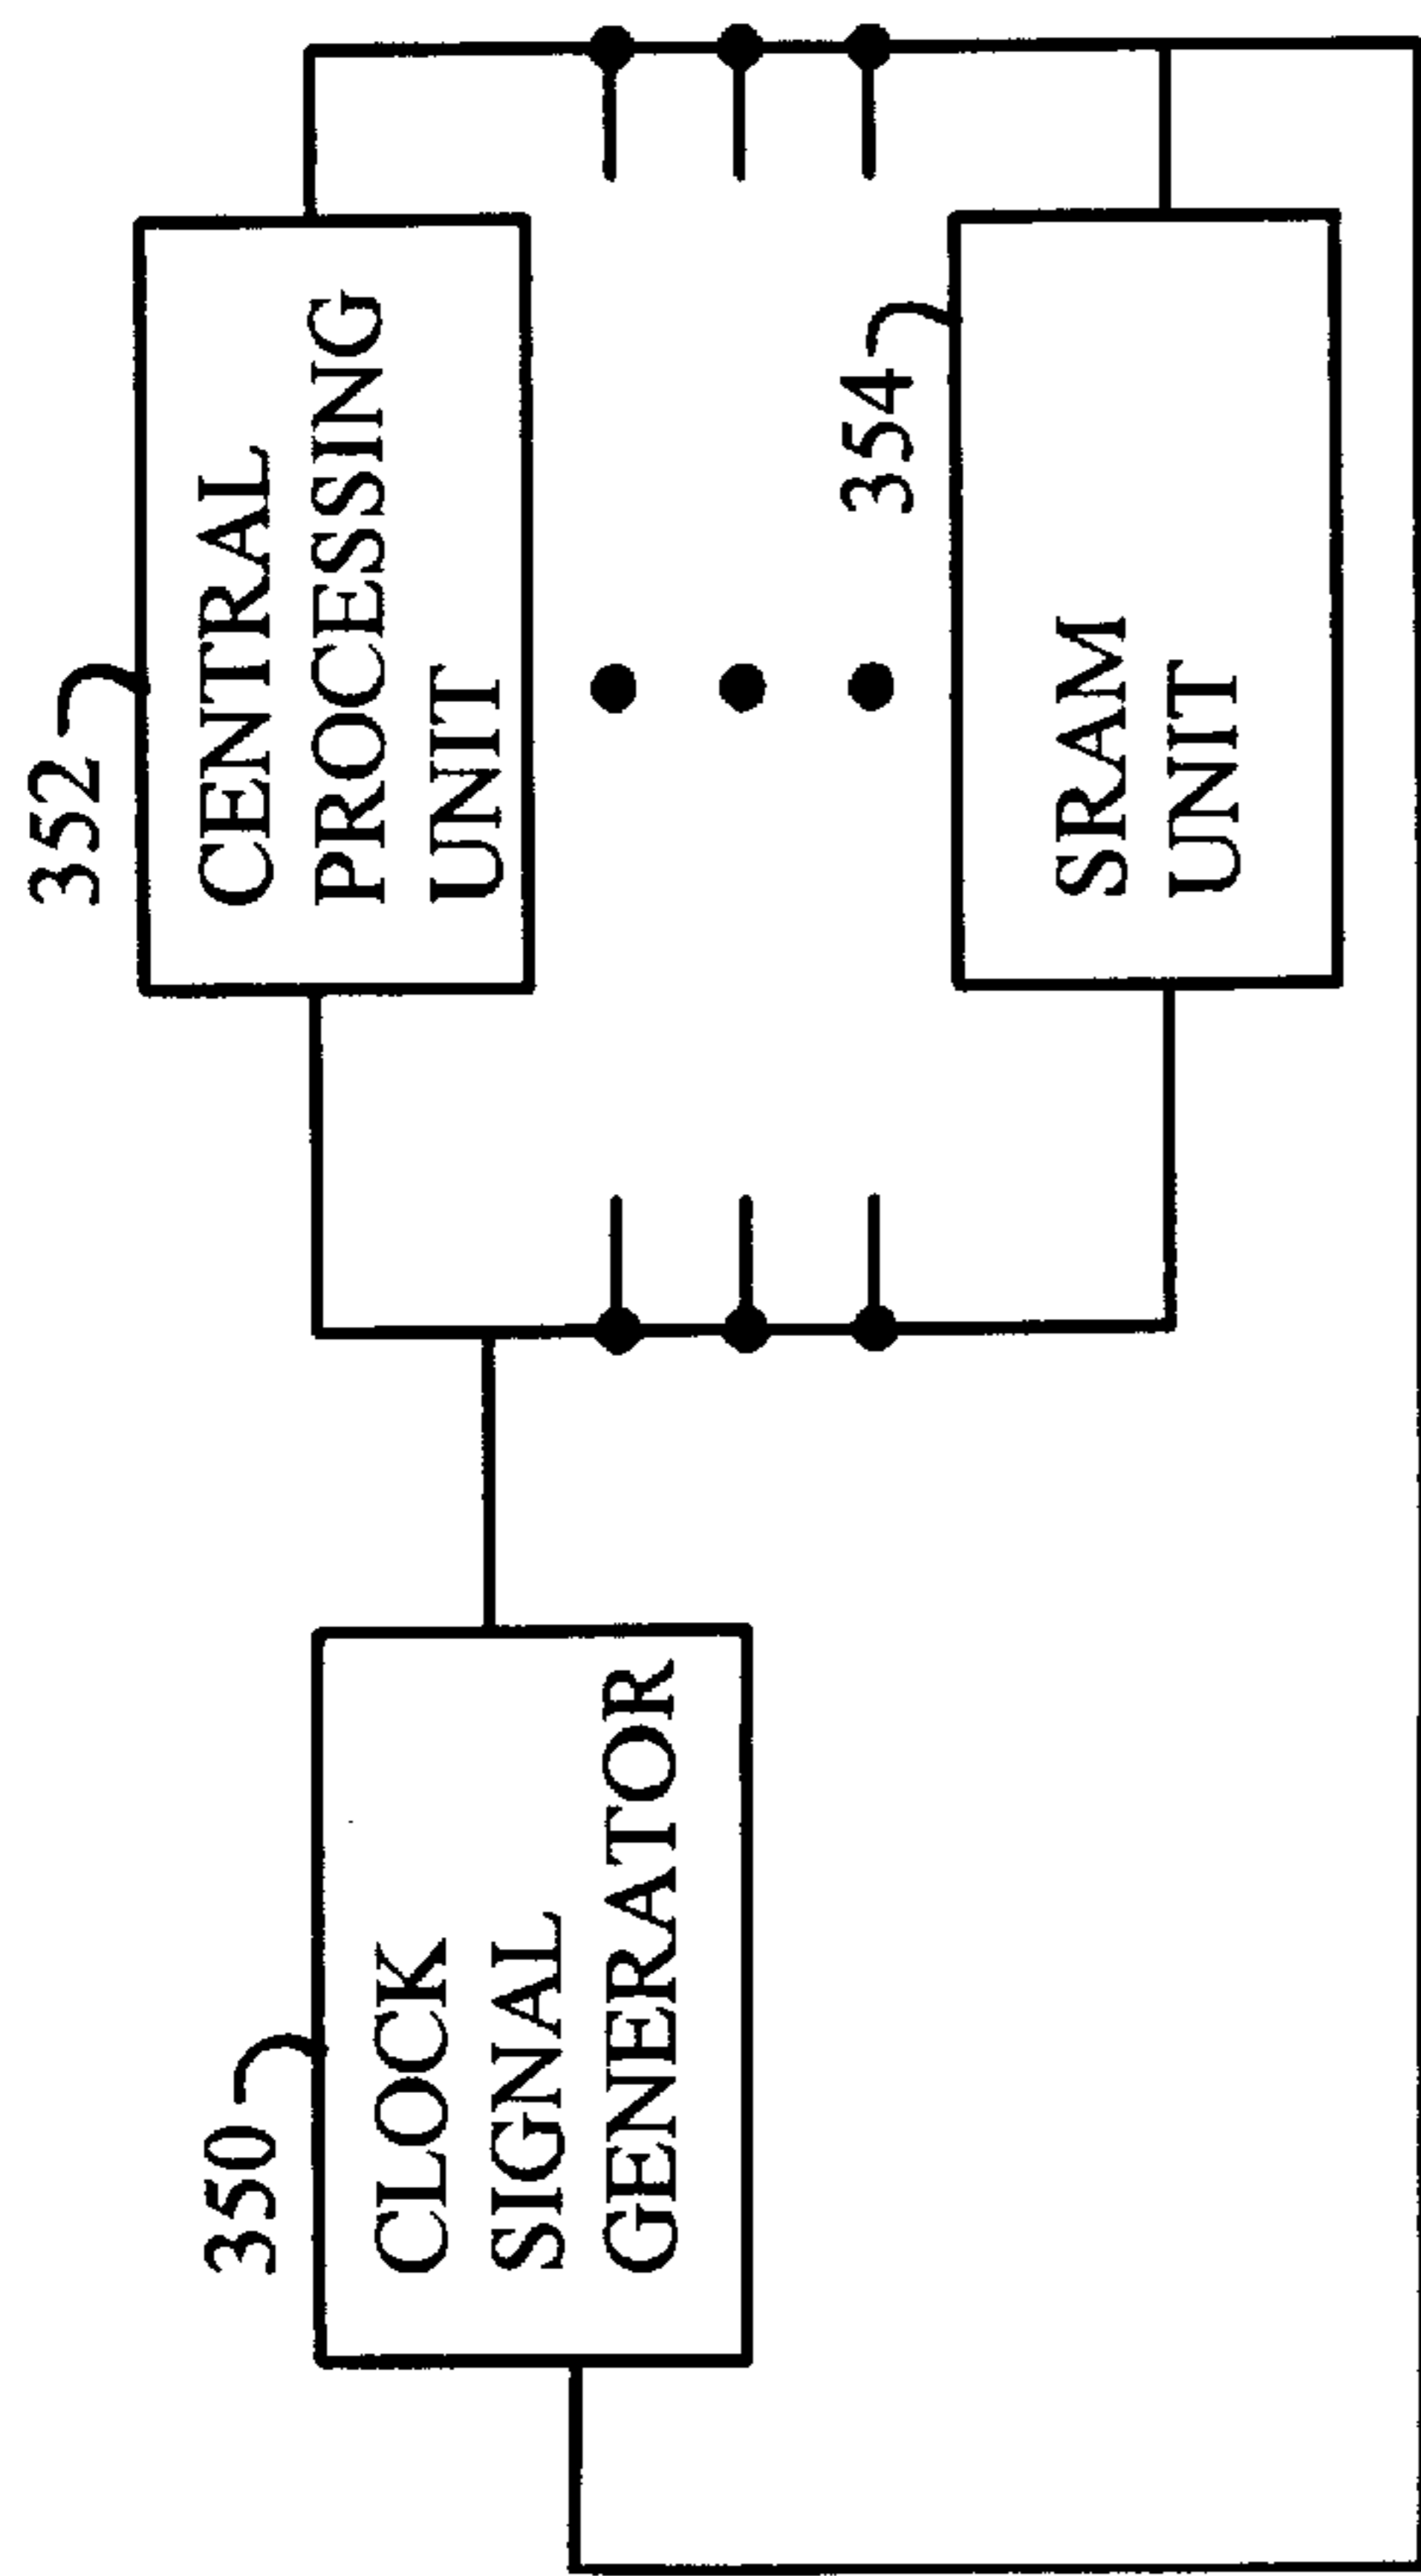 350
CLOCK
SIGNAL
GENERATOR
352
CENTRAL
PROCESSING
UNIT
354
SRAM
UNIT